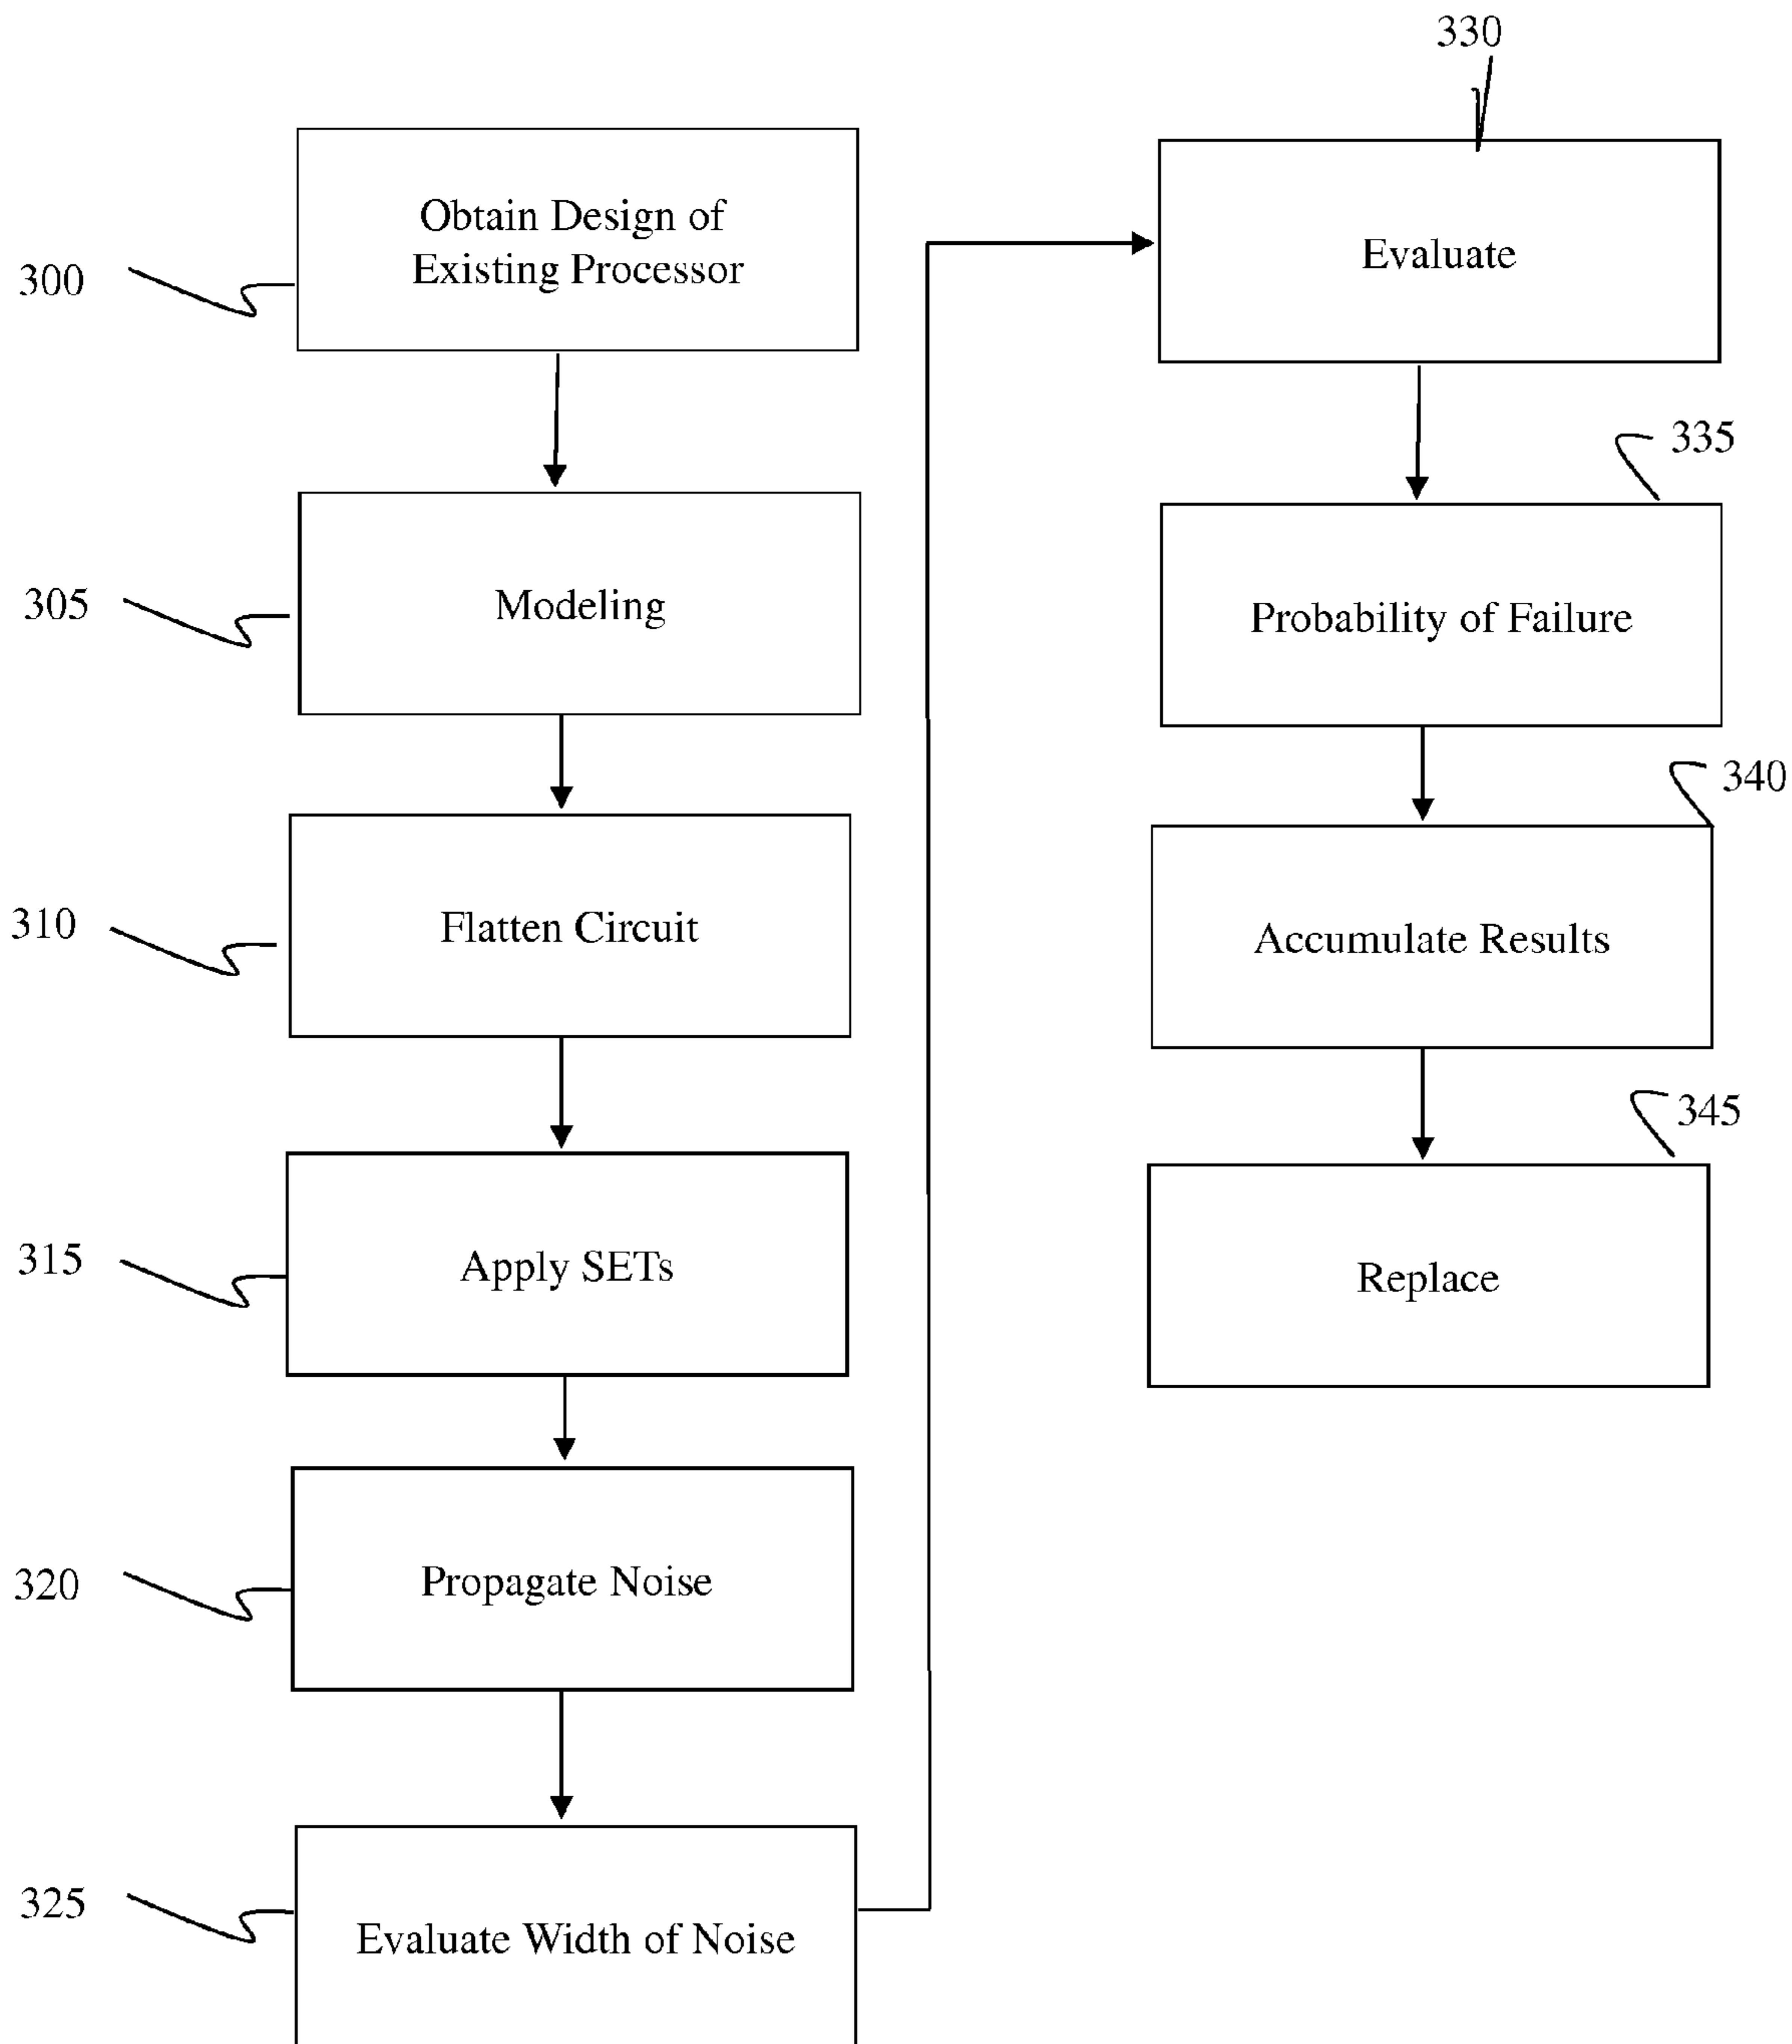 300
Obtain Design of
Existing Processor
305
Modeling
310
Flatten Circuit
315
Apply SETs
320
Propagate Noise
325
Evaluate Width of Noise
330
Evaluate
335
Probability of Failure
340
Accumulate Results
345
Replace